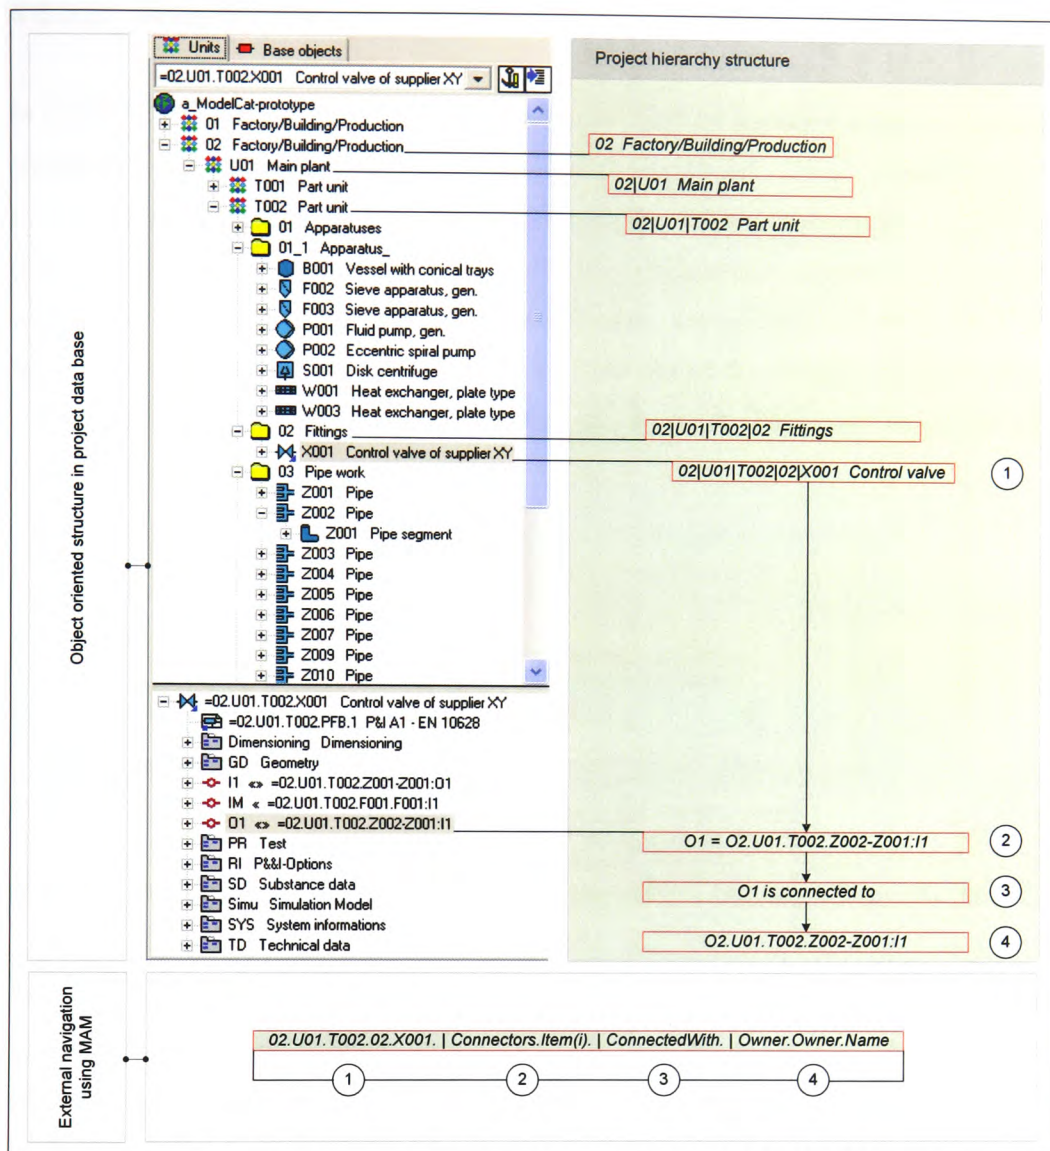 Units
Base objects
Project hierarchy structure
=02.U01.T002.X001 Control valve of supplier XY
a_ModelCat-prototype
01 Factory/Building/Production
02 Factory/Building/Production
02 Factory/Building/Production
U01 Main plant
02|U01 Main plant
T001 Part unit
T002 Part unit
02|U01|T002 Part unit
01 Apparatuses
01_1 Apparatus_
B001 Vessel with conical trays
F002 Sieve apparatus, gen.
F003 Sieve apparatus, gen.
P001 Fluid pump, gen.
P002 Eccentric spiral pump
S001 Disk centrifuge
W001 Heat exchanger, plate type
W003 Heat exchanger, plate type
02 Fittings
02|U01|T002|02 Fittings
X001 Control valve of supplier XY
02|U01|T002|02|X001 Control valve
1
03 Pipe work
Z001 Pipe
Z002 Pipe
Z001 Pipe segment
Z003 Pipe
Z004 Pipe
Z005 Pipe
Z006 Pipe
Z007 Pipe
Z009 Pipe
Z010 Pipe
Object oriented structure in project data base
=02.U01.T002.X001 Control valve of supplier XY
=02.U01.T002.PFB.1 P&I A1 - EN 10628
Dimensioning Dimensioning
GD Geometry
I1 «» =02.U01.T002.Z001-Z001:O1
IM « =02.U01.T002.F001.F001:I1
O1 «» =02.U01.T002.Z002-Z001:I1
PR Test
O1 = O2.U01.T002.Z002-Z001:I1
2
RI P&&I-Options
SD Substance data
O1 is connected to
3
Simu Simulation Model
SYS System informations
TD Technical data
O2.U01.T002.Z002-Z001:I1
4
External navigation
using MAM
02.U01.T002.02.X001. | Connectors.Item(i). | ConnectedWith. | Owner.Owner.Name
1
2
3
4